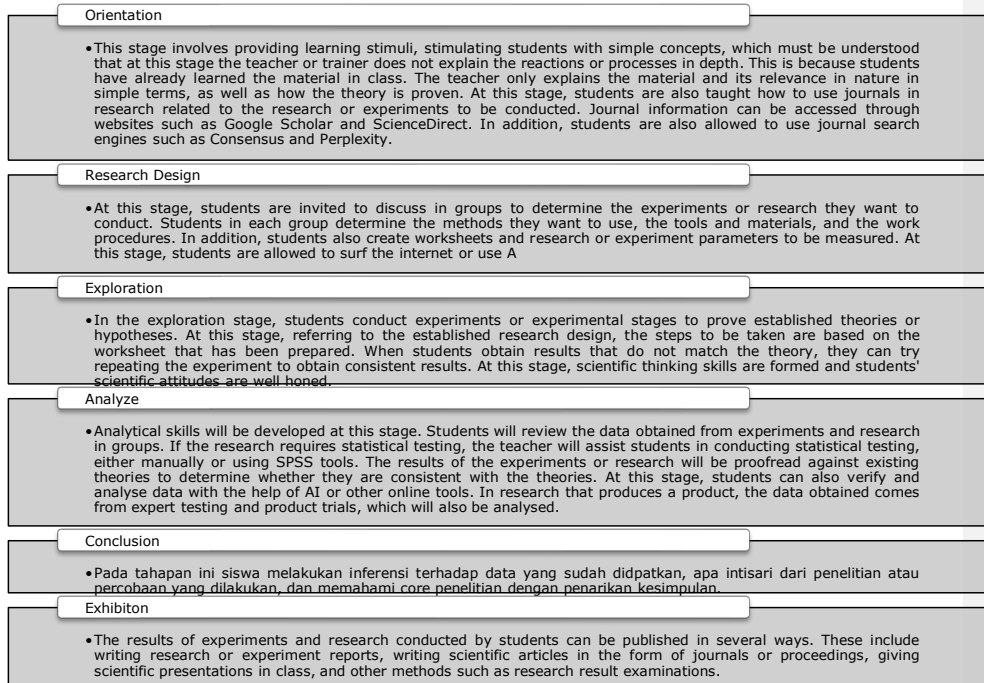 Orientation
•This stage involves providing learning stimuli, stimulating students with simple concepts, which must be understood
that at this stage the teacher or trainer does not explain the reactions or processes in depth. This is because students
have already learned the material in class. The teacher only explains the material and its relevance in nature in
simple terms, as well as how the theory is proven. At this stage, students are also taught how to use journals in
research related to the research or experiments to be conducted. Journal information can be accessed through
websites such as Google Scholar and ScienceDirect. In addition, students are also allowed to use journal search
engines such as Consensus and Perplexity.
Research Design
•At this stage, students are invited to discuss in groups to determine the experiments or research they want to
conduct. Students in each group determine the methods they want to use, the tools and materials, and the work
procedures. In addition, students also create worksheets and research or experiment parameters to be measured. At
this stage, students are allowed to surf the internet or use A
Exploration
•In the exploration stage, students conduct experiments or experimental stages to prove established theories or
hypotheses. At this stage, referring to the established research design, the steps to be taken are based on the
worksheet that has been prepared. When students obtain results that do not match the theory, they can try
repeating the experiment to obtain consistent results. At this stage, scientific thinking skills are formed and students'
scientific attitudes are well honed.
Analyze
•Analytical skills will be developed at this stage. Students will review the data obtained from experiments and research
in groups. If the research requires statistical testing, the teacher will assist students in conducting statistical testing,
either manually or using SPSS tools. The results of the experiments or research will be proofread against existing
theories to determine whether they are consistent with the theories. At this stage, students can also verify and
analyse data with the help of AI or other online tools. In research that produces a product, the data obtained comes
from expert testing and product trials, which will also be analysed.
Conclusion
•Pada tahapan ini siswa melakukan inferensi terhadap data yang sudah didpatkan, apa intisari dari penelitian atau
percobaan yang dilakukan, dan memahami core penelitian dengan penarikan kesimpulan.
Exhibiton
•The results of experiments and research conducted by students can be published in several ways. These include
writing research or experiment reports, writing scientific articles in the form of journals or proceedings, giving
scientific presentations in class, and other methods such as research result examinations.